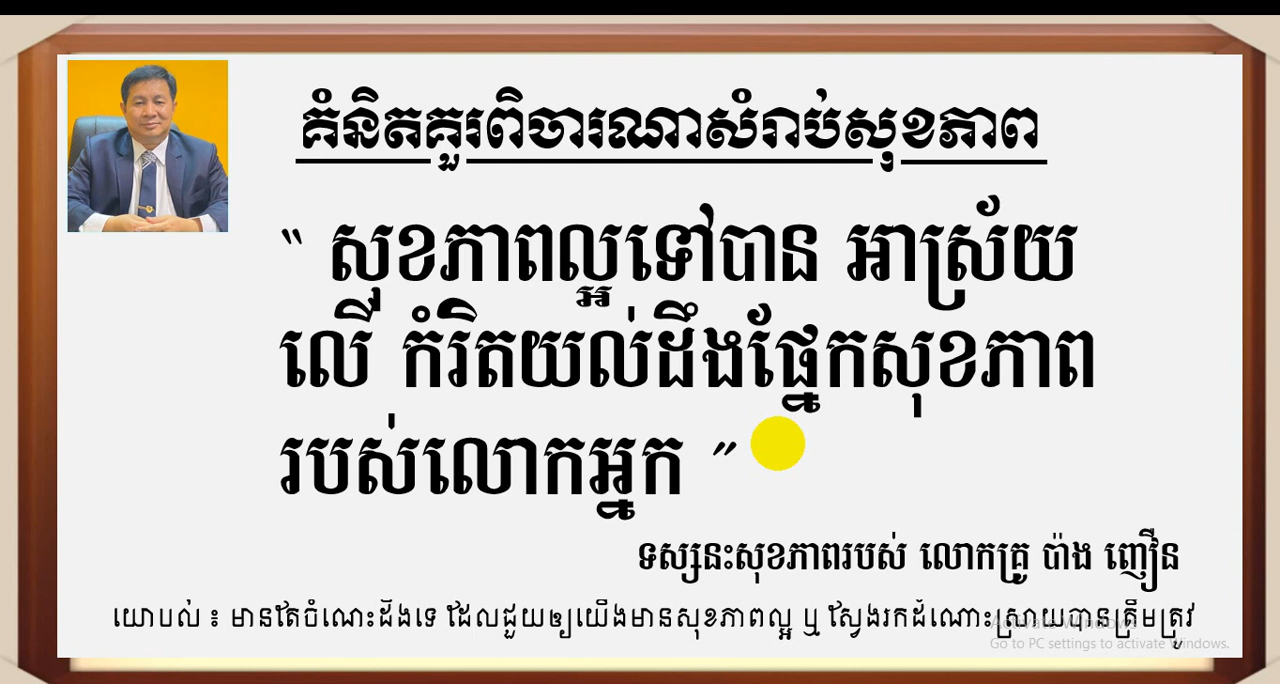 គំនិតគួរពិចារណាសំរាប់សុខភាព
“ សុខភាពល្អទៅបាន អាស្រ័យ
លើ កំរិតយល់ដឹងផ្នែកសុខភាព
របស់លោកអ្នក ”
ទស្សនះសុខភាពរបស់ លោកគ្រូ ប៉ាង ញឿន
យោបល់ ៖ មានតែចំណេះដឹងទេ ដែលជួយឲ្យយើងមានសុខភាពល្អ ឬ ស្វែងរកដំណោះស្រាយបានត្រឹមត្រូវ
Activate Windows
Go to PC settings to activate Windows.